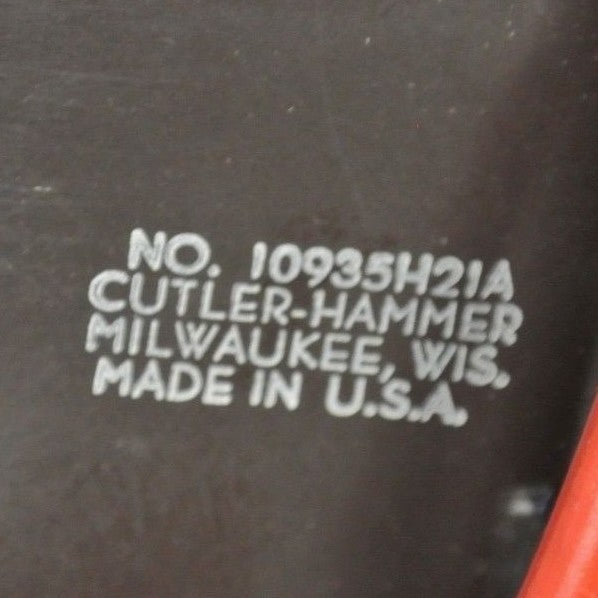 NO. 10935H21A
CUTLER-HAMMER
MILWAUKEE, WIS.
MADE IN U.S.A.